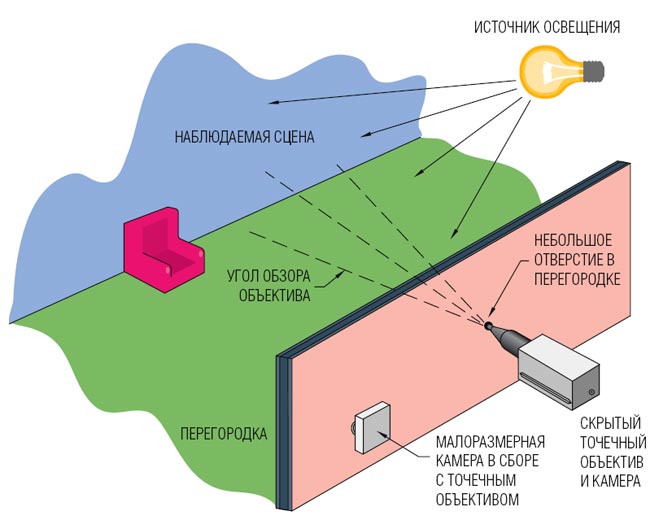 ИСТОЧНИК ОСВЕЩЕНИЯ
НАБЛЮДАЕМАЯ СЦЕНА
НЕБОЛЬШОЕ
ОТВЕРСТИЕ В
ПЕРЕГОРОДКЕ
УГОЛ ОБЗОРА
ОБЪЕКТИВА
ПЕРЕГОРОДКА
МАЛОРАЗМЕРНАЯ
КАМЕРА В СБОРЕ
С ТОЧЕЧНЫМ
ОБЪЕКТИВОМ
СКРЫТЫЙ
ТОЧЕЧНЫЙ
ОБЪЕКТИВ
И КАМЕРА